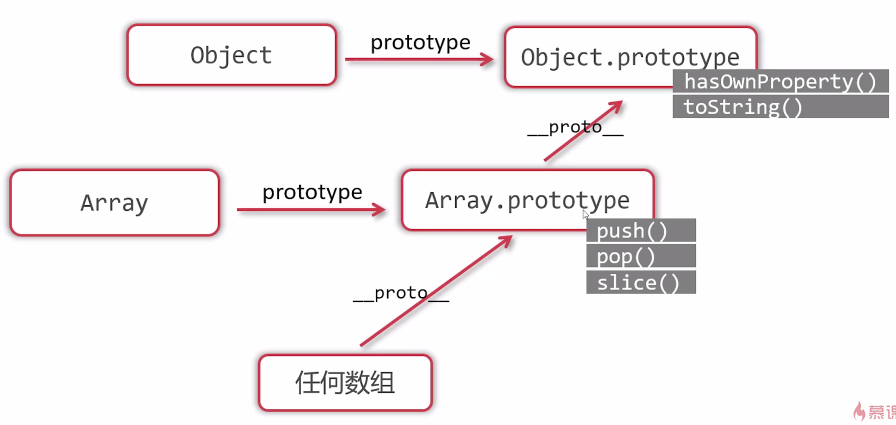 Object
prototype
Object.prototype
hasOwnProperty()
toString()
__proto__
Array
prototype
Array.prototype
push()
pop()
slice()
__proto__
任何数组
慕课